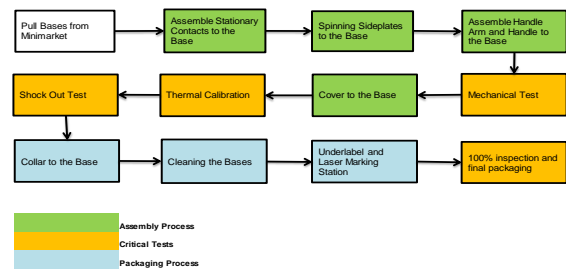 Pull Bases from
Minimarket
Assemble Stationary
Contacts to the
Base
Spinning Sideplates
to the Base
Assemble Handle
Arm and Handle to
the Base
Shock Out Test
Thermal Calibration
Cover to the Base
Mechanical Test
Collar to the Base
Cleaning the Bases
Underlabel and
Laser Marking
Station
100% inspection and
final packaging
Assembly Process
Critical Tests
Packaging Process